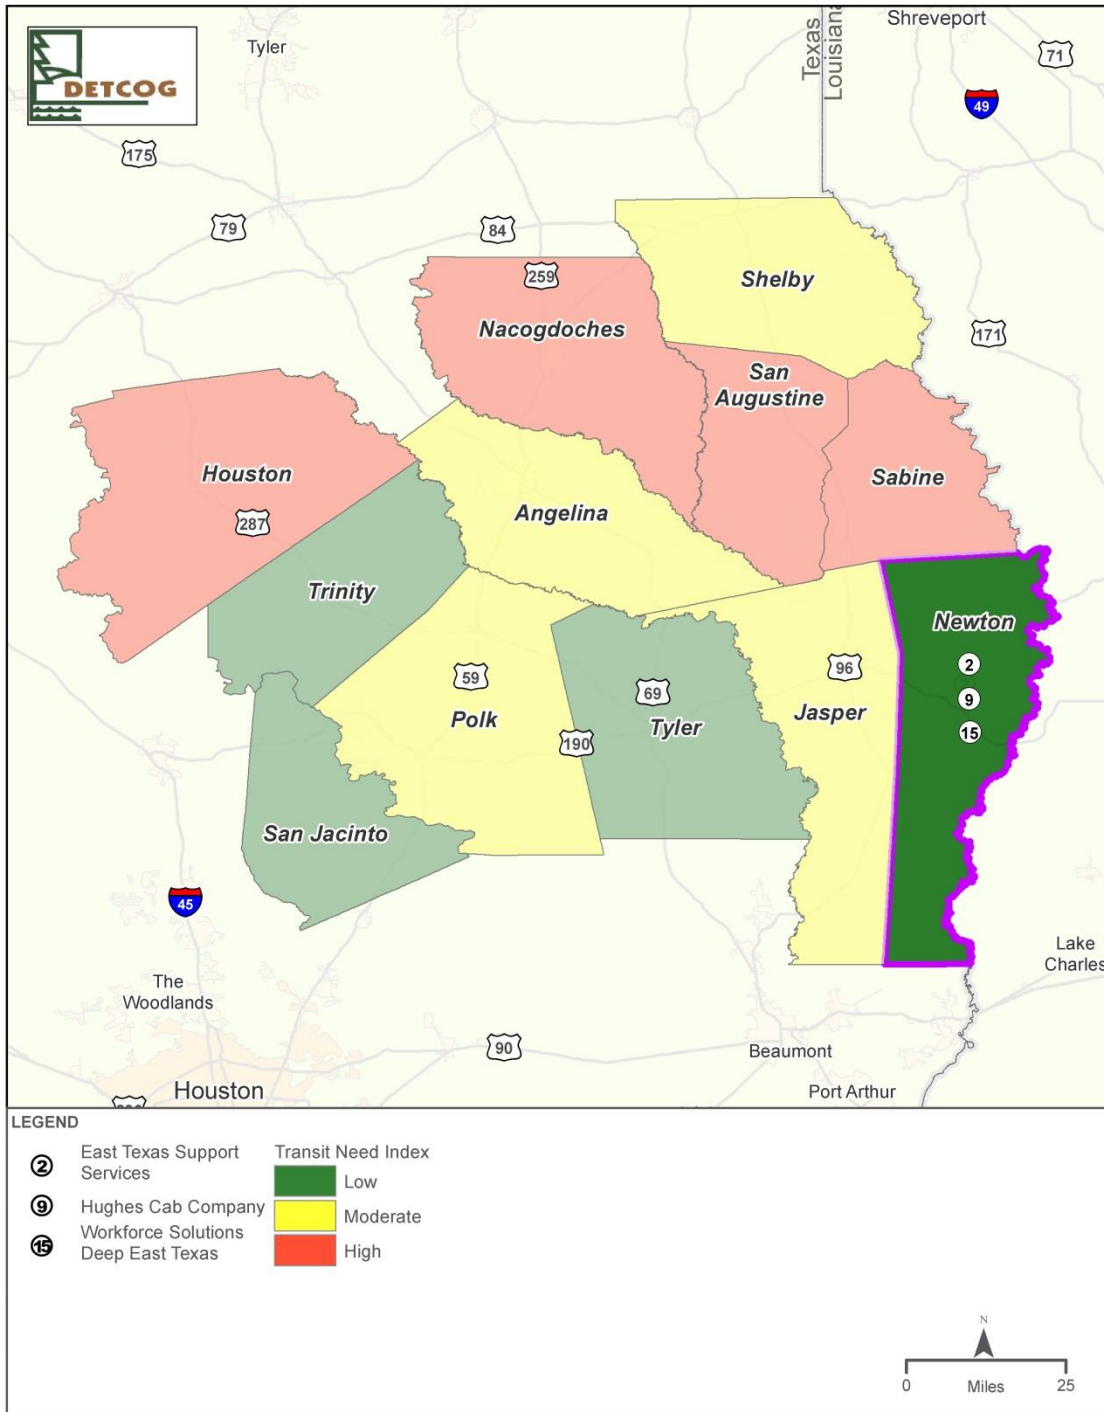 Shreveport
Tyler
Texas
Louisiana
71
DETCOG
49
175
79
84
259
Shelby
Nacogdoches
171
San
Augustine
Houston
Sabine
287
Angelina
Trinity
Newton
2
59
69
96
9
Polk
Tyler
Jasper
15
190
San Jacinto
45
Lake
Charles
The
Woodlands
90
Beaumont
Houston
Port Arthur
LEGEND
2 East Texas Support
Services
9 Hughes Cab Company
15 Workforce Solutions
Deep East Texas
Transit Need Index
Low
Moderate
High
N
0 Miles 25